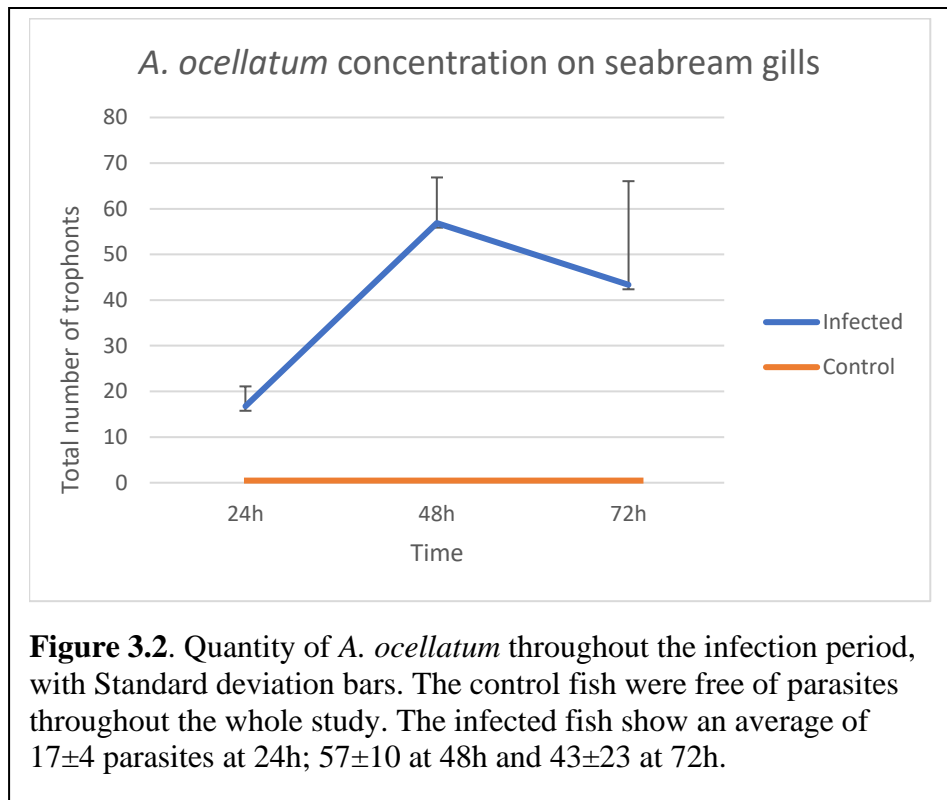 A. ocellatum concentration on seabream gills
80
70
60
50
40
30
20
10
0
Total number of trophonts
24h
48h
72h
Time
Infected
Control
Figure 3.2. Quantity of A. ocellatum throughout the infection period,
with Standard deviation bars. The control fish were free of parasites
throughout the whole study. The infected fish show an average of
17±4 parasites at 24h; 57±10 at 48h and 43±23 at 72h.